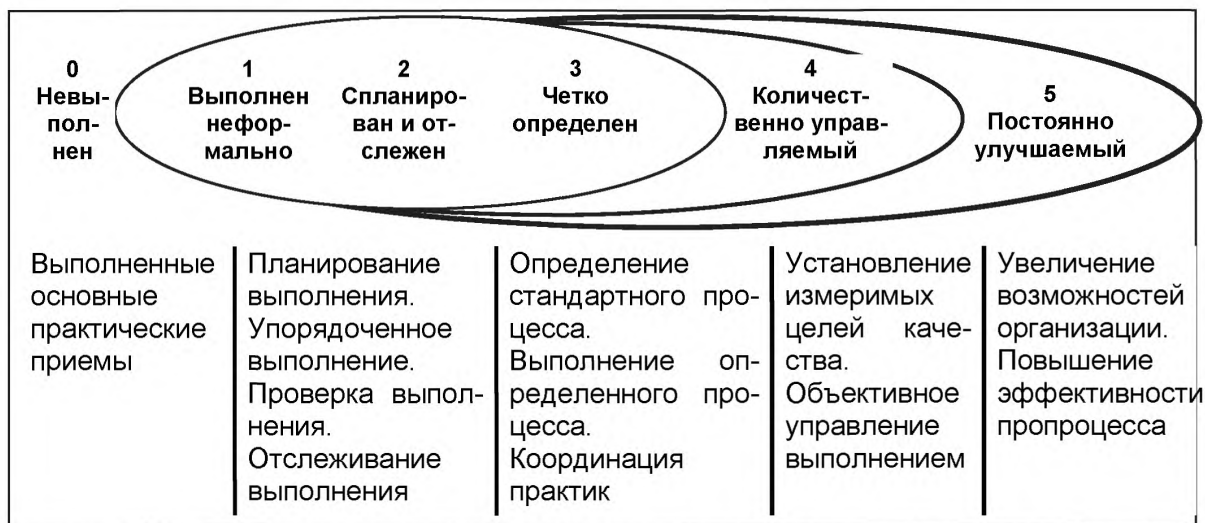 0
Невы-
пол-
нен
1
Выполнен
нефор-
мально
2
Спланиро-
ван и от-
слежен
3
Четко
определен
4
Количест-
венно управ-
ляемый
5
Постоянно
улучшаемый
Выполненные
основные
практические
приемы
Планирование
выполнения.
Упорядоченное
выполнение.
Проверка выпол-
нения.
Отслеживание
выполнения
Определение
стандартного про-
цесса.
Выполнение оп-
ределенного про-
цесса.
Координация
практик
Установление
измеримых
целей каче-
ства.
Объективное
управление
выполнением
Увеличение
возможностей
организации.
Повышение
эффективности
пропроцесса